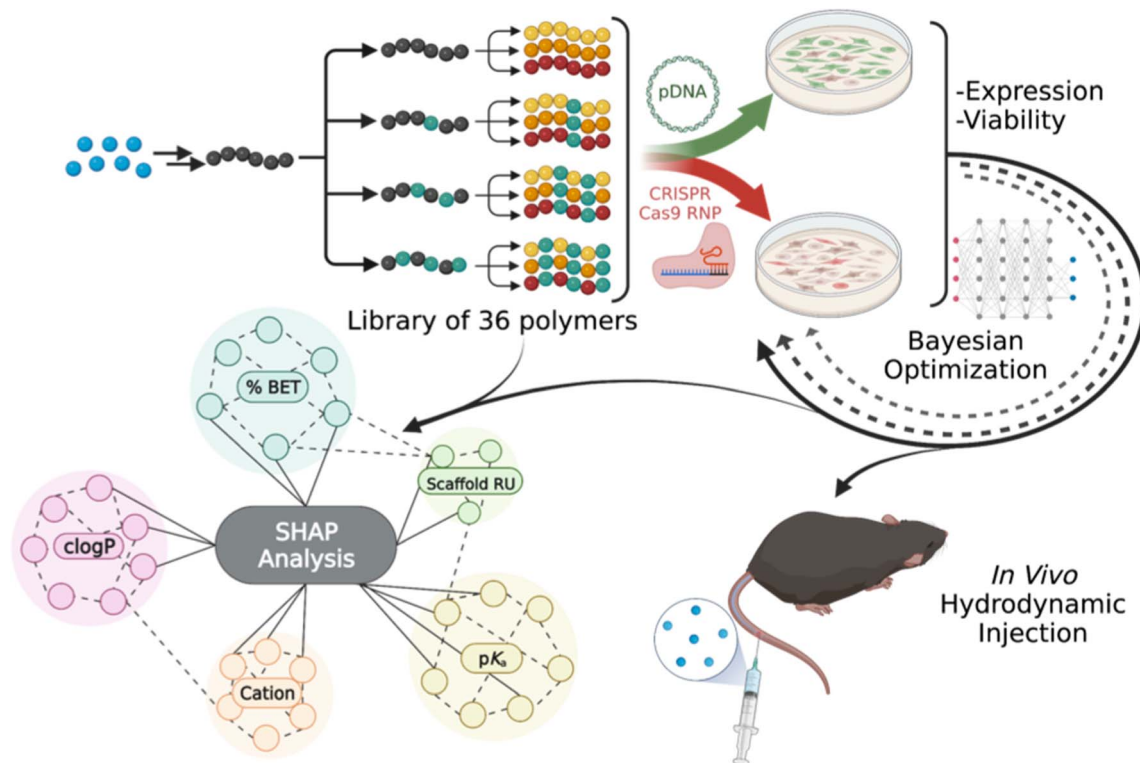 pDNA
CRISPR
Cas9 RNP
-Expression
-Viability
Library of 36 polymers
Bayesian
Optimization
% BET
Scaffold RU
clogP
SHAP
Analysis
pKₐ
Cation
In Vivo
Hydrodynamic
Injection